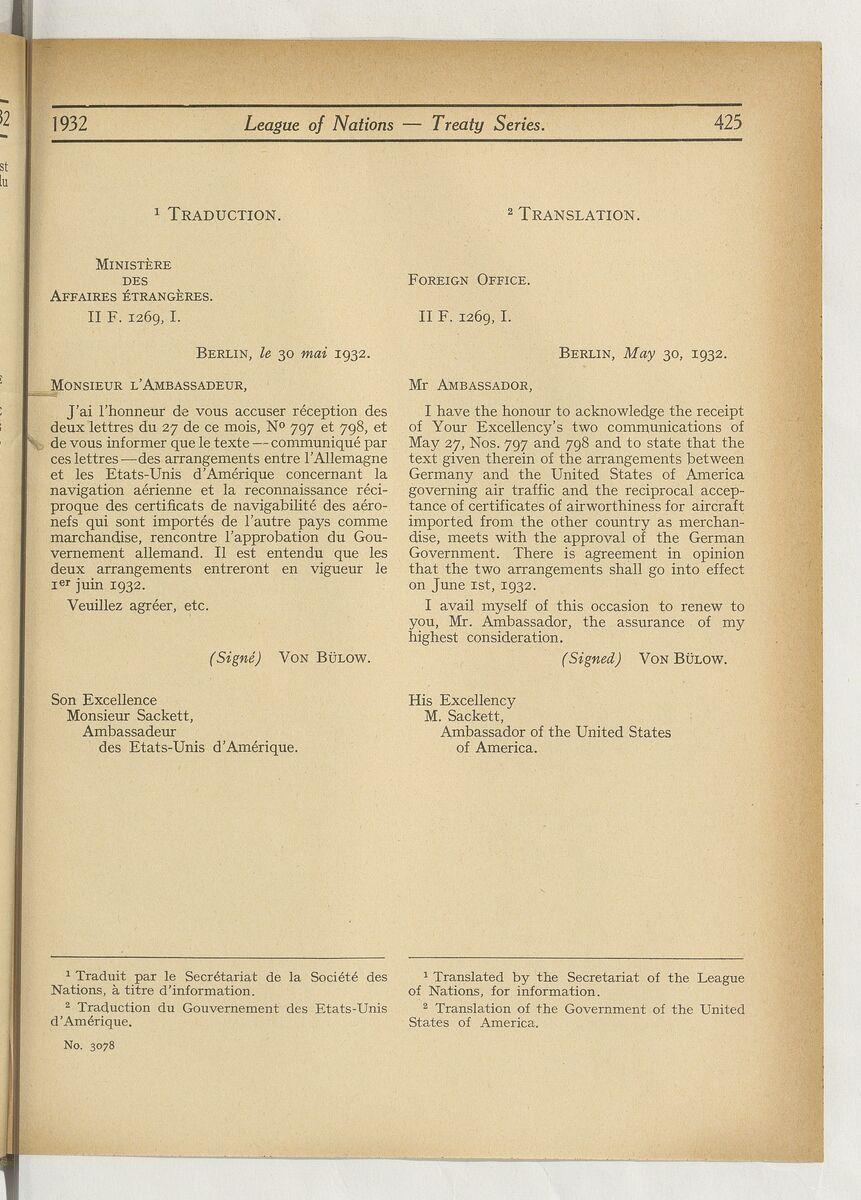 1932 League of Nations — Treaty Series. 425
¹ Traduction.
Ministère
des
Affaires étrangères.
II F. 1269, I.
Berlin, le 30 mai 1932.
Monsieur l'Ambassadeur,
J'ai l'honneur de vous accuser réception des
deux lettres du 27 de ce mois, Nº 797 et 798, et
de vous informer que le texte — communiqué par
ces lettres — des arrangements entre l'Allemagne
et les Etats-Unis d'Amérique concernant la
navigation aérienne et la reconnaissance réci-
proque des certificats de navigabilité des aéro-
nefs qui sont importés de l'autre pays comme
marchandise, rencontre l'approbation du Gou-
vernement allemand. Il est entendu que les
deux arrangements entreront en vigueur le
1er juin 1932.
Veuillez agréer, etc.
(Signé) Von Bülow.
Son Excellence
Monsieur Sackett,
Ambassadeur
des Etats-Unis d'Amérique.
¹ Traduit par le Secrétariat de la Société des
Nations, à titre d'information.
² Traduction du Gouvernement des Etats-Unis
d'Amérique.
No. 3078
² Translation.
Foreign Office.
II F. 1269, I.
Berlin, May 30, 1932.
Mr Ambassador,
I have the honour to acknowledge the receipt
of Your Excellency's two communications of
May 27, Nos. 797 and 798 and to state that the
text given therein of the arrangements between
Germany and the United States of America
governing air traffic and the reciprocal accep-
tance of certificates of airworthiness for aircraft
imported from the other country as merchan-
dise, meets with the approval of the German
Government. There is agreement in opinion
that the two arrangements shall go into effect
on June 1st, 1932.
I avail myself of this occasion to renew to
you, Mr. Ambassador, the assurance of my
highest consideration.
(Signed) Von Bülow.
His Excellency
M. Sackett,
Ambassador of the United States
of America.
¹ Translated by the Secretariat of the League
of Nations, for information.
² Translation of the Government of the United
States of America.